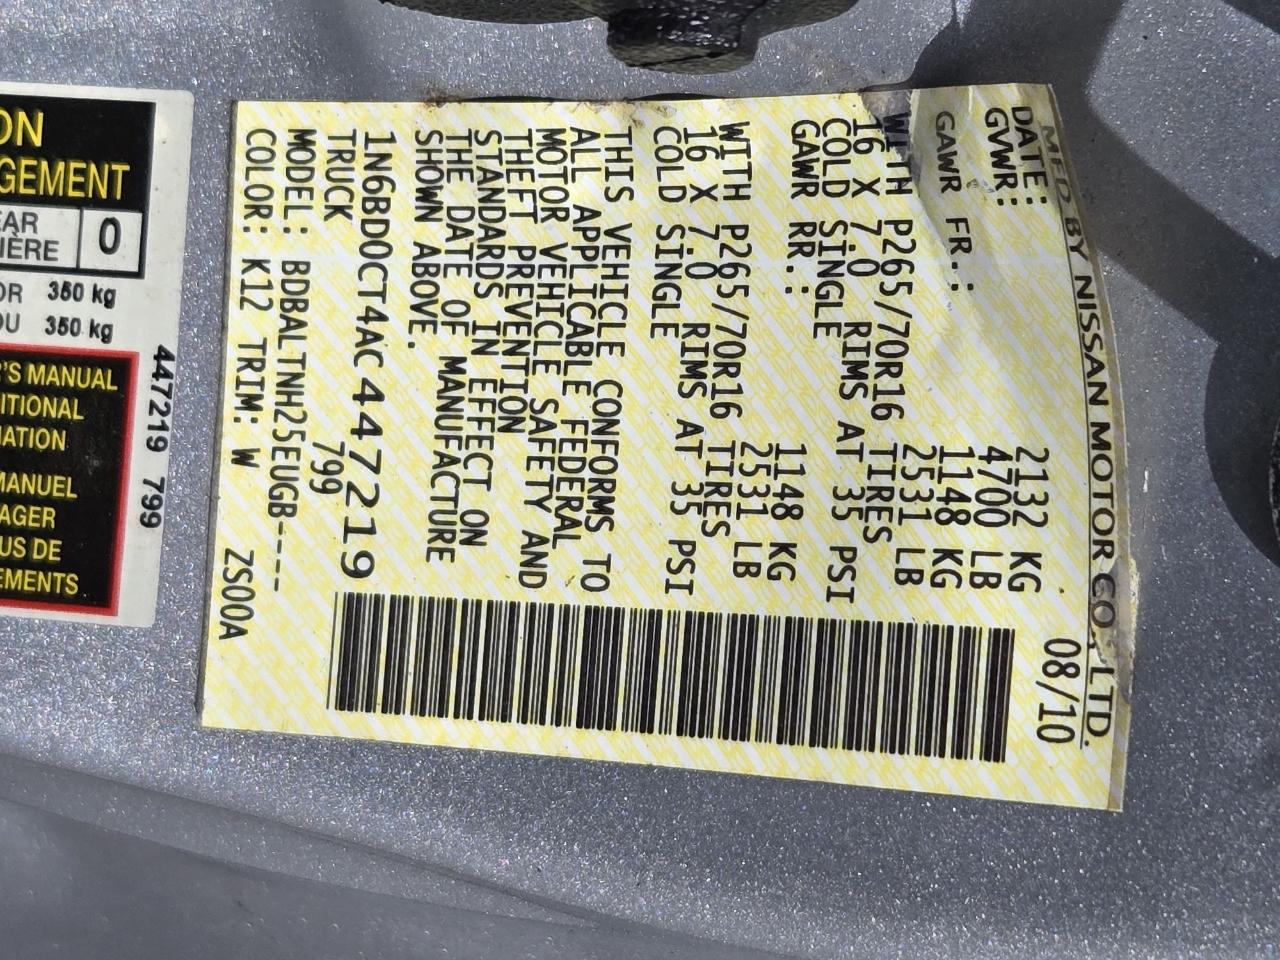 MFD BY NISSAN MOTOR CO., LTD.
DATE: 08/10
GVWR: 2132 KG
4700 LB
GAWR FR.: 1148 KG
2531 LB
WITH P265/70R16 TIRES
16 X 7.0 RIMS AT 35 PSI
COLD SINGLE
GAWR RR.: 1148 KG
2531 LB
WITH P265/70R16 TIRES
16 X 7.0 RIMS AT 35 PSI
COLD SINGLE
THIS VEHICLE CONFORMS TO
ALL APPLICABLE FEDERAL
MOTOR VEHICLE SAFETY AND
THEFT PREVENTION
STANDARDS IN EFFECT ON
THE DATE OF MANUFACTURE
SHOWN ABOVE.
1N6BD0CT4AC447219
TRUCK 799
MODEL: BDBALTNH25EUGB-----
COLOR: K12 TRIM: W ZS00A
447219 799
ON
GEMENT
EAR
IÈRE
0
OR 350 kg
OU 350 kg
'S MANUAL
ITIONAL
MATION
MANUEL
AGER
US DE
EMENTS